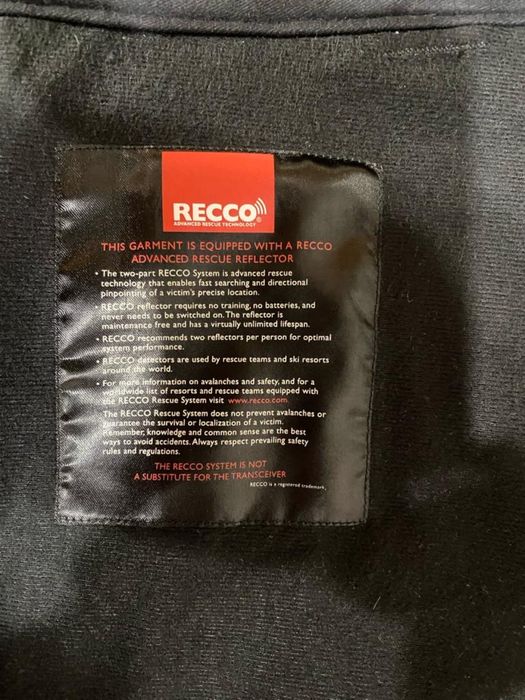 RECCO®
ADVANCED RESCUE TECHNOLOGY
THIS GARMENT IS EQUIPPED WITH A RECCO
ADVANCED RESCUE REFLECTOR
• The two-part RECCO System is advanced rescue
technology that enables fast searching and directional
pinpointing of a victim's precise location.
• RECCO reflector requires no training, no batteries, and
never needs to be switched on. The reflector is
maintenance free and has a virtually unlimited lifespan.
• RECCO recommends two reflectors per person for optimal
system performance.
• RECCO detectors are used by rescue teams and ski resorts
around the world.
• For more information on avalanches and safety, and for a
worldwide list of resorts and rescue teams equipped with
the RECCO Rescue System visit www.recco.com.
The RECCO Rescue System does not prevent avalanches or
guarantee the survival or localization of a victim.
Remember, knowledge and common sense are the best
ways to avoid accidents. Always respect prevailing safety
rules and regulations.
THE RECCO SYSTEM IS NOT
A SUBSTITUTE FOR THE TRANSCEIVER
RECCO is a registered trademark.